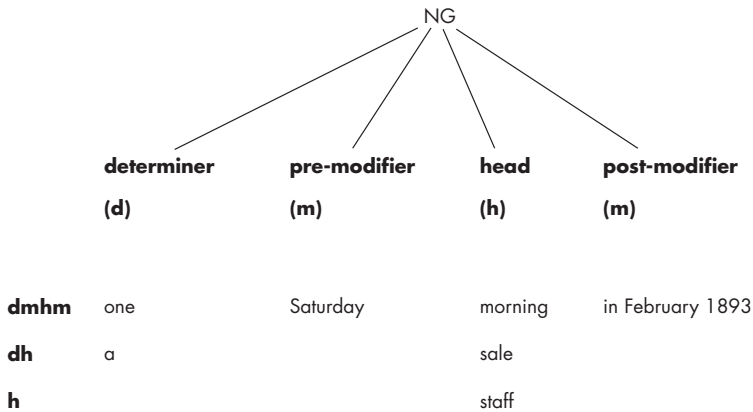 NG
determiner pre-modifier head post-modifier
(d) (m) (h) (m)
dmhm one Saturday morning in February 1893
dh a sale
h staff